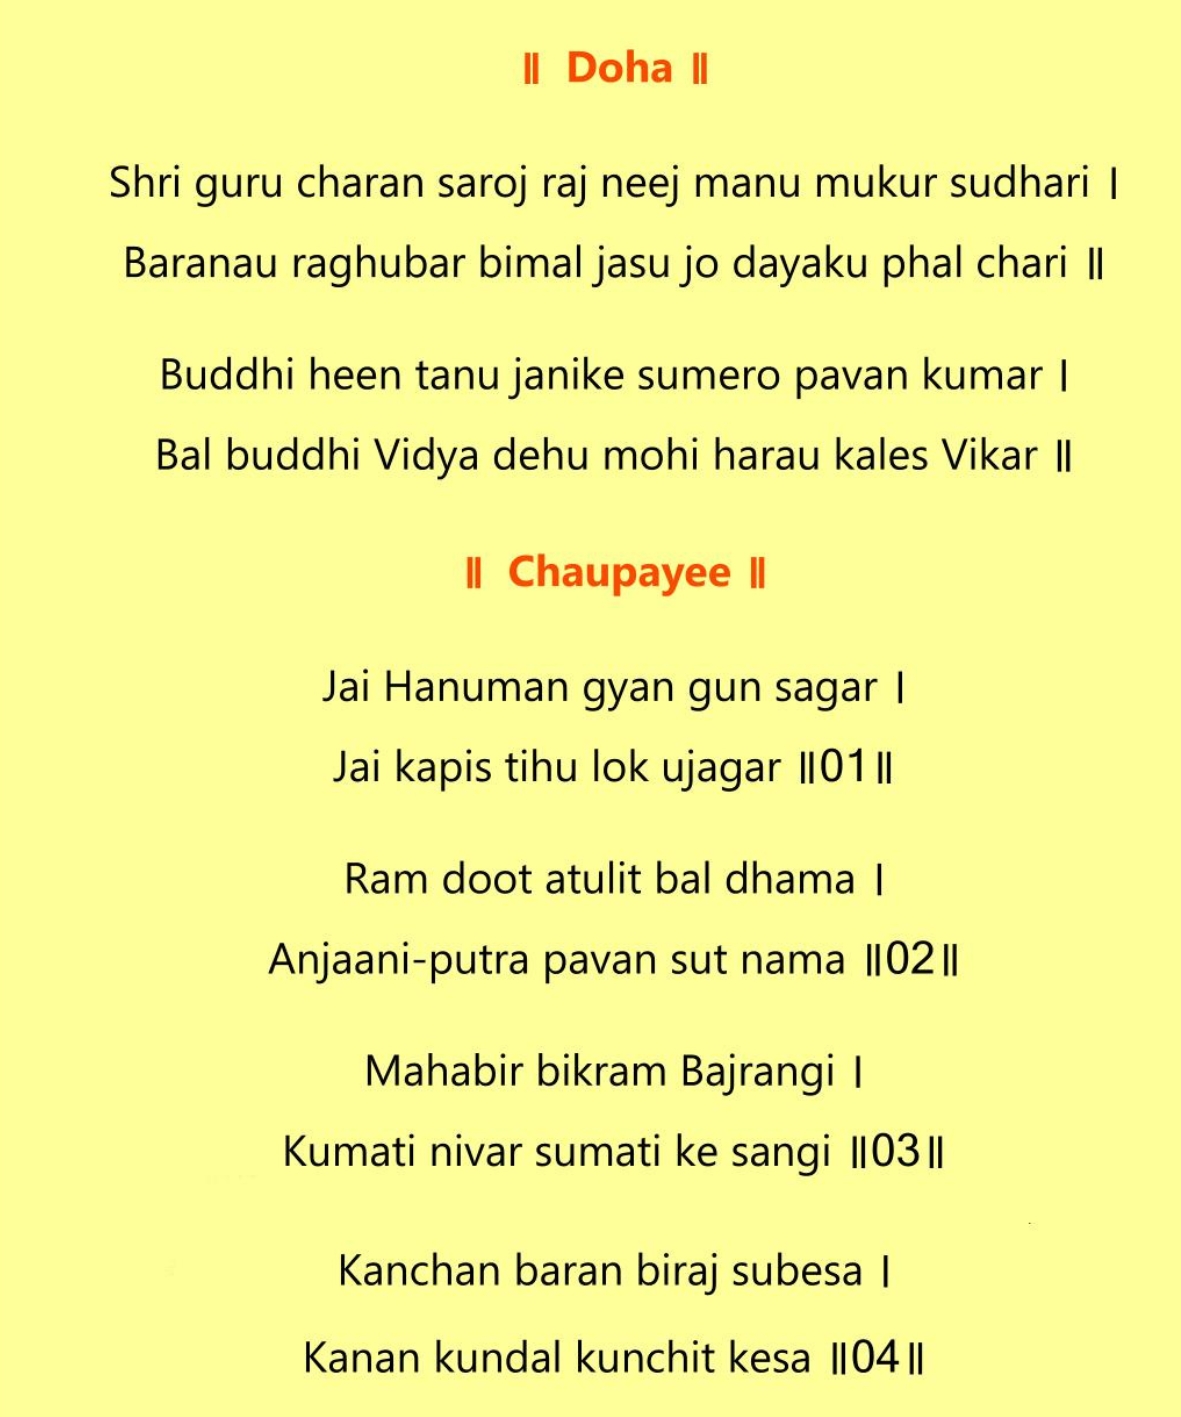 ॥ Doha ॥
Shri guru charan saroj raj neej manu mukur sudhari ।
Baranau raghubar bimal jasu jo dayaku phal chari ॥
Buddhi heen tanu janike sumero pavan kumar ।
Bal buddhi Vidya dehu mohi harau kales Vikar ॥
॥ Chaupayee ॥
Jai Hanuman gyan gun sagar ।
Jai kapis tihu lok ujagar ॥01॥
Ram doot atulit bal dhama ।
Anjaani-putra pavan sut nama ॥02॥
Mahabir bikram Bajrangi ।
Kumati nivar sumati ke sangi ॥03॥
Kanchan baran biraj subesa ।
Kanan kundal kunchit kesa ॥04॥